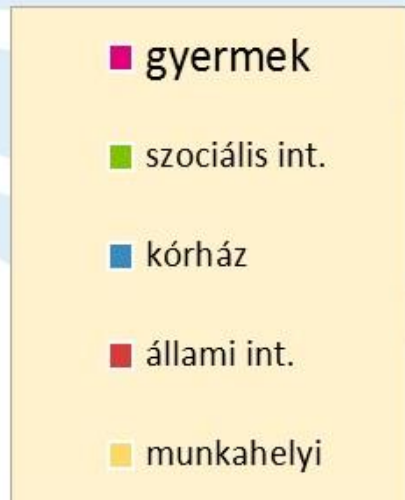 gyermek
szociális int.
kórház
állami int.
munkahelyi